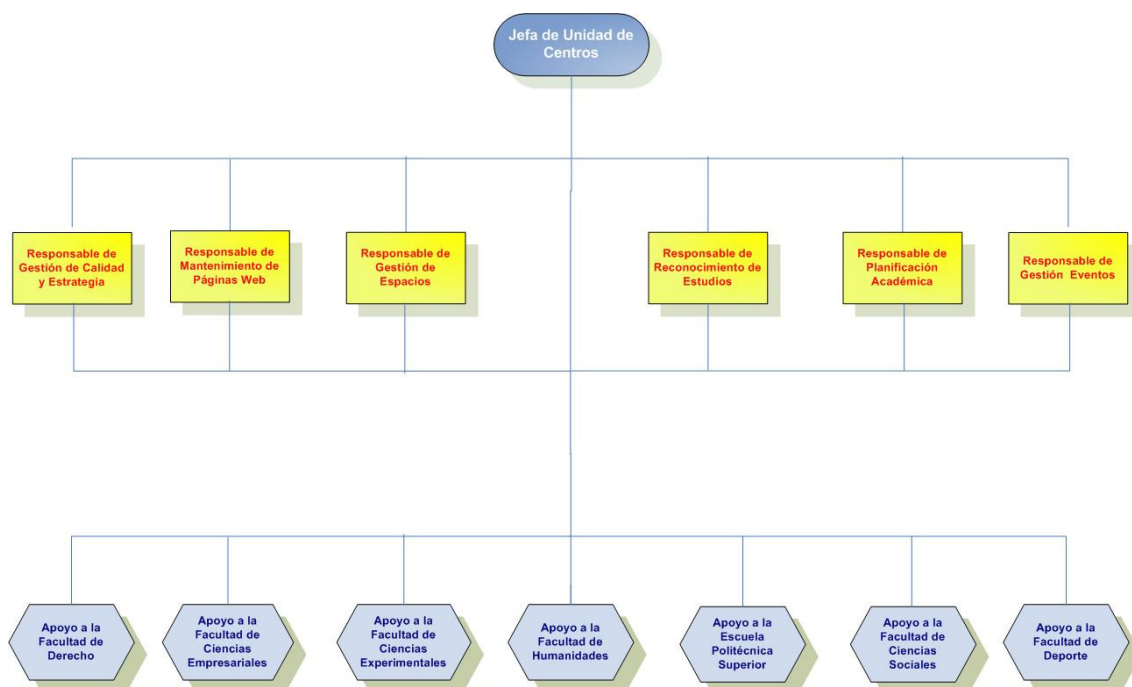 Jefa de Unidad de
Centros
Responsable de
Gestión de Calidad
y Estrategia
Responsable de
Mantenimiento de
Páginas Web
Responsable de
Gestión de
Espacios
Responsable de
Reconocimiento de
Estudios
Responsable de
Planificación
Académica
Responsable de
Gestión Eventos
Apoyo a la
Facultad de
Derecho
Apoyo a la
Facultad de
Ciencias
Empresariales
Apoyo a la
Facultad de
Ciencias
Experimentales
Apoyo a la
Facultad de
Humanidades
Apoyo a la
Escuela
Politécnica
Superior
Apoyo a la
Facultad de
Ciencias
Sociales
Apoyo a la
Facultad de
Deporte